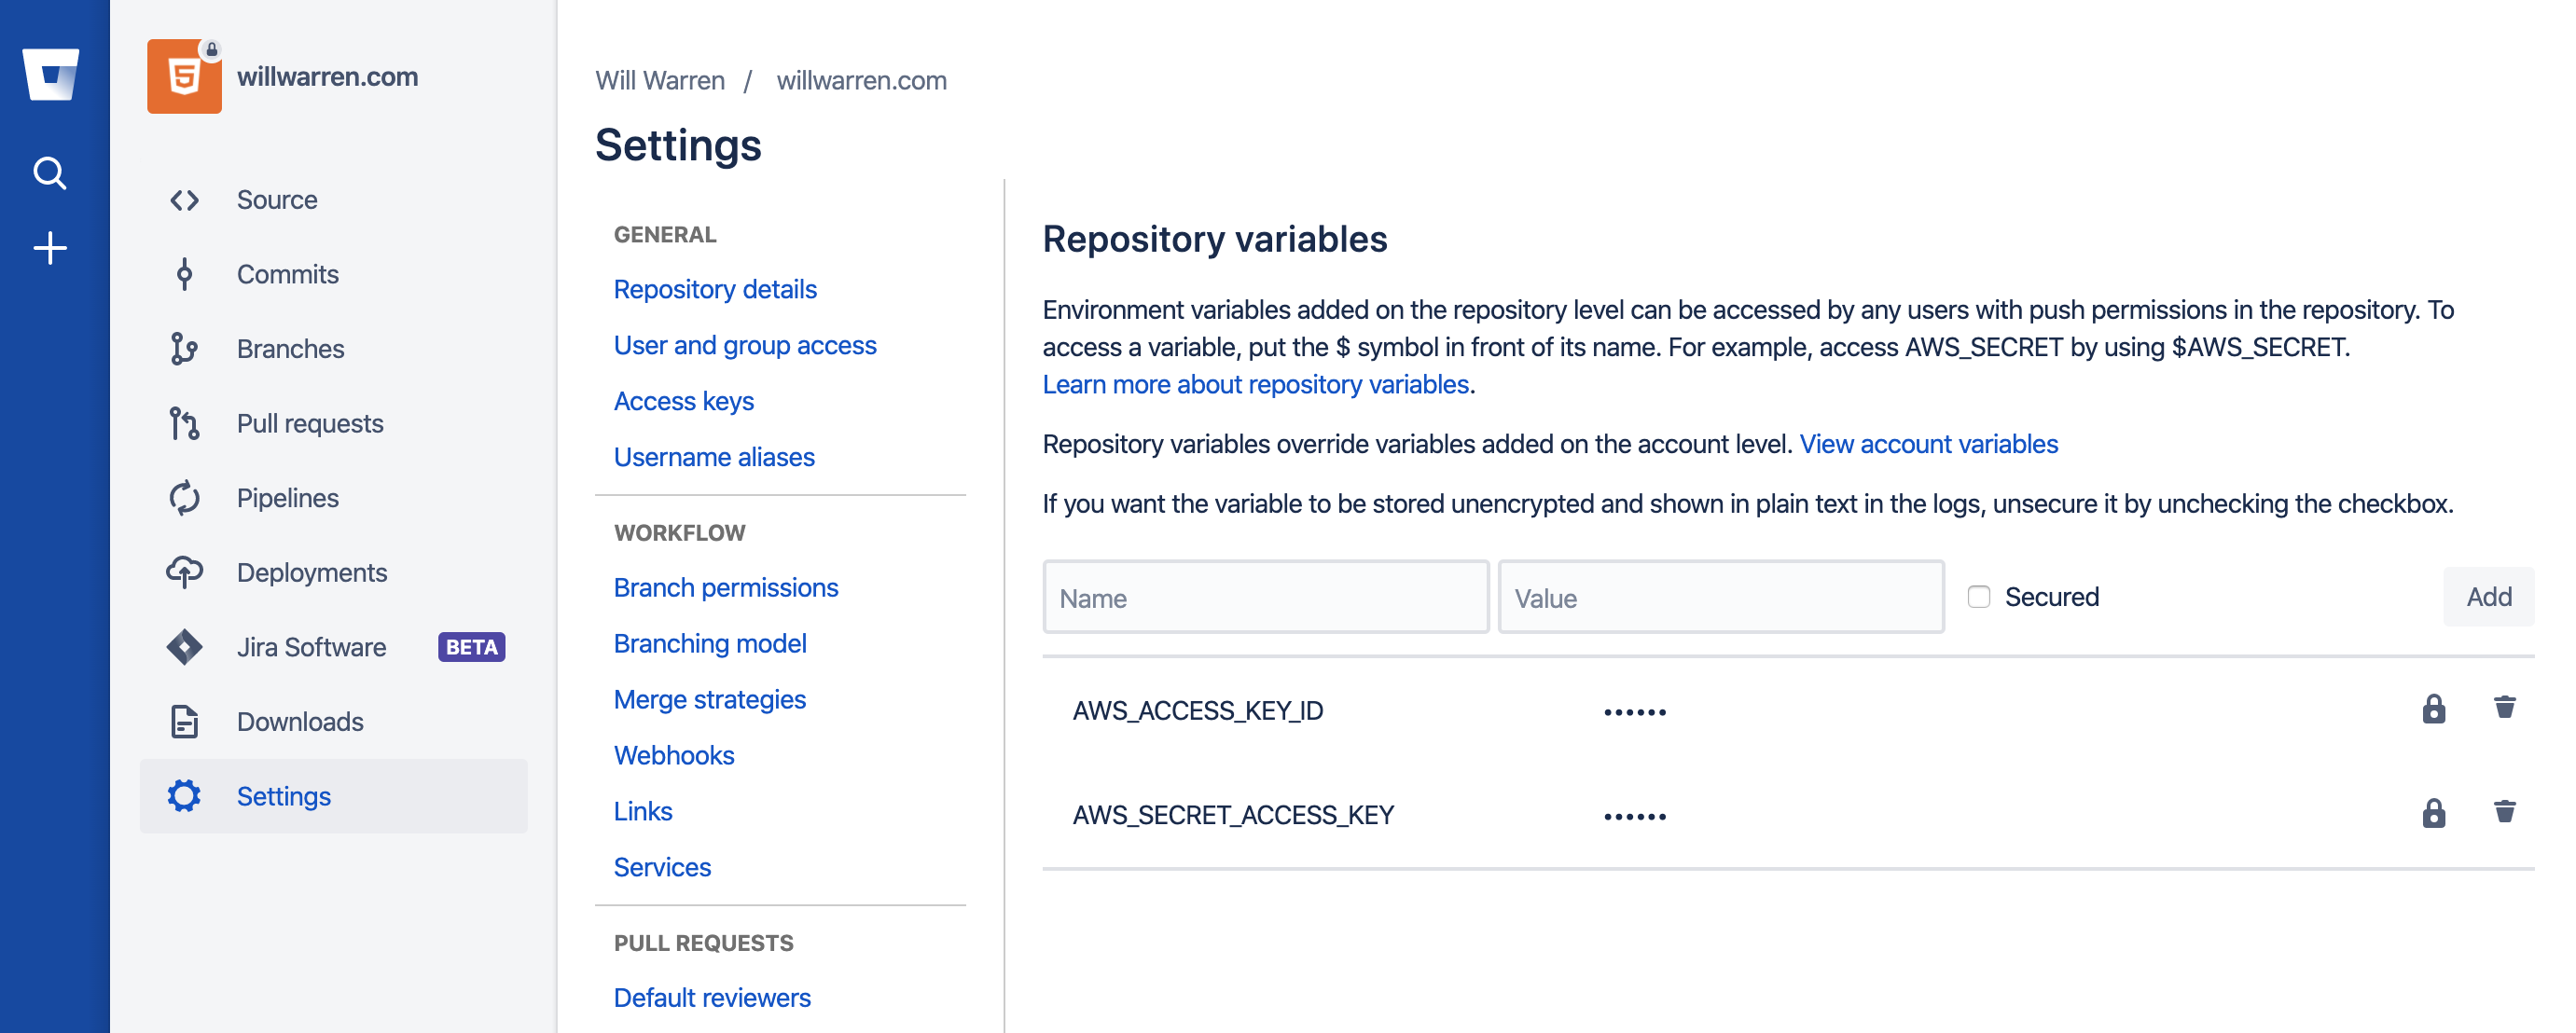 willwarren.com
Source
Commits
Branches
Pull requests
Pipelines
Deployments
Jira Software BETA
Downloads
Settings
Will Warren / willwarren.com
Settings
GENERAL
Repository details
User and group access
Access keys
Username aliases
WORKFLOW
Branch permissions
Branching model
Merge strategies
Webhooks
Links
Services
PULL REQUESTS
Default reviewers
Repository variables
Environment variables added on the repository level can be accessed by any users with push permissions in the repository. To
access a variable, put the $ symbol in front of its name. For example, access AWS_SECRET by using $AWS_SECRET.
Learn more about repository variables.
Repository variables override variables added on the account level. View account variables
If you want the variable to be stored unencrypted and shown in plain text in the logs, unsecure it by unchecking the checkbox.
Name Value Secured Add
AWS_ACCESS_KEY_ID ••••••
AWS_SECRET_ACCESS_KEY ••••••